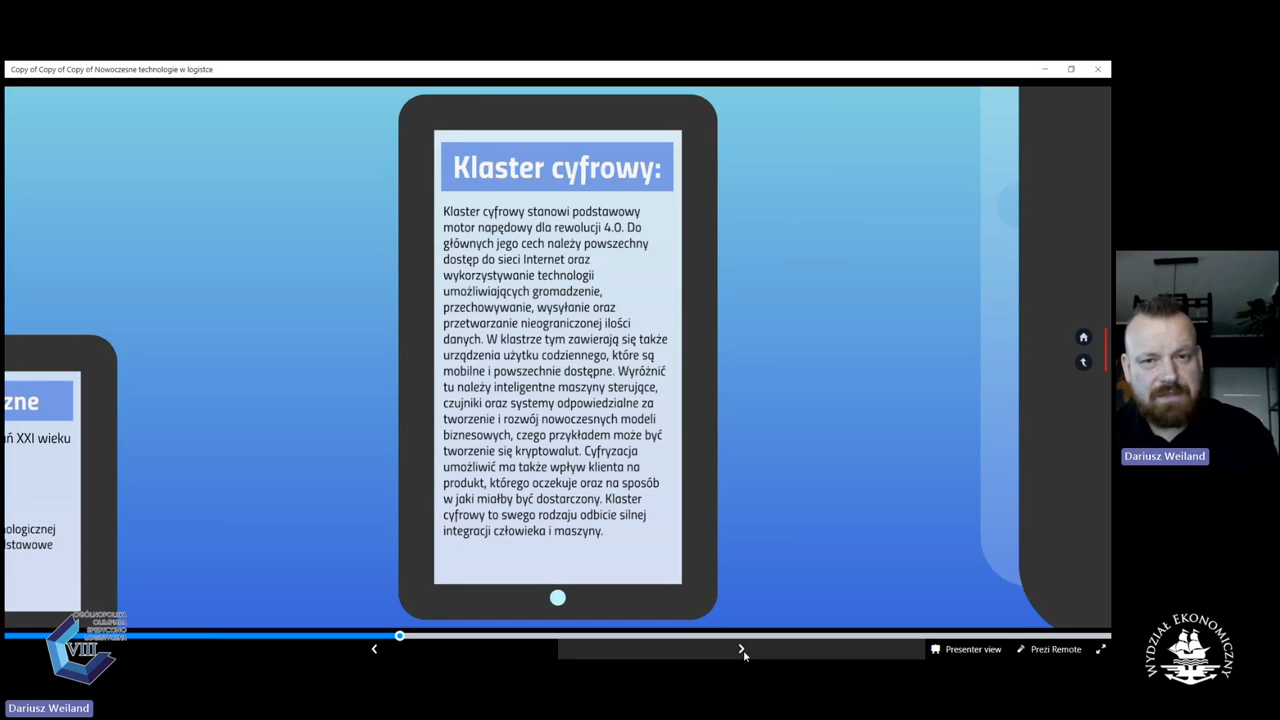 Copy of Copy of Copy of Nowoczesne technologie w logistce
Klaster cyfrowy:
Klaster cyfrowy stanowi podstawowy
motor napędowy dla rewolucji 4.0. Do
głównych jego cech należy powszechny
dostęp do sieci Internet oraz
wykorzystywanie technologii
umożliwiających gromadzenie,
przechowywanie, wysyłanie oraz
przetwarzanie nieograniczonej ilości
danych. W klastrze tym zawierają się także
urządzenia użytku codziennego, które są
mobilne i powszechnie dostępne. Wyróżnić
tu należy inteligentne maszyny sterujące,
czujniki oraz systemy odpowiedzialne za
tworzenie i rozwój nowoczesnych modeli
biznesowych, czego przykładem może być
tworzenie się kryptowalut. Cyfryzacja
umożliwić ma także wpływ klienta na
produkt, którego oczekuje oraz na sposób
w jaki miałby być dostarczony. Klaster
cyfrowy to swego rodzaju odbicie silnej
integracji człowieka i maszyny.
zne
ń XXI wieku
ologicznej
dstawowe
Dariusz Weiland
Presenter view
Prezi Remote
OGÓLNOPOLSKA
OLIMPIADA
SPEDYCYJNO
LOGISTYCZNA
VIII
WYDZIAŁ EKONOMICZNY
Dariusz Weiland